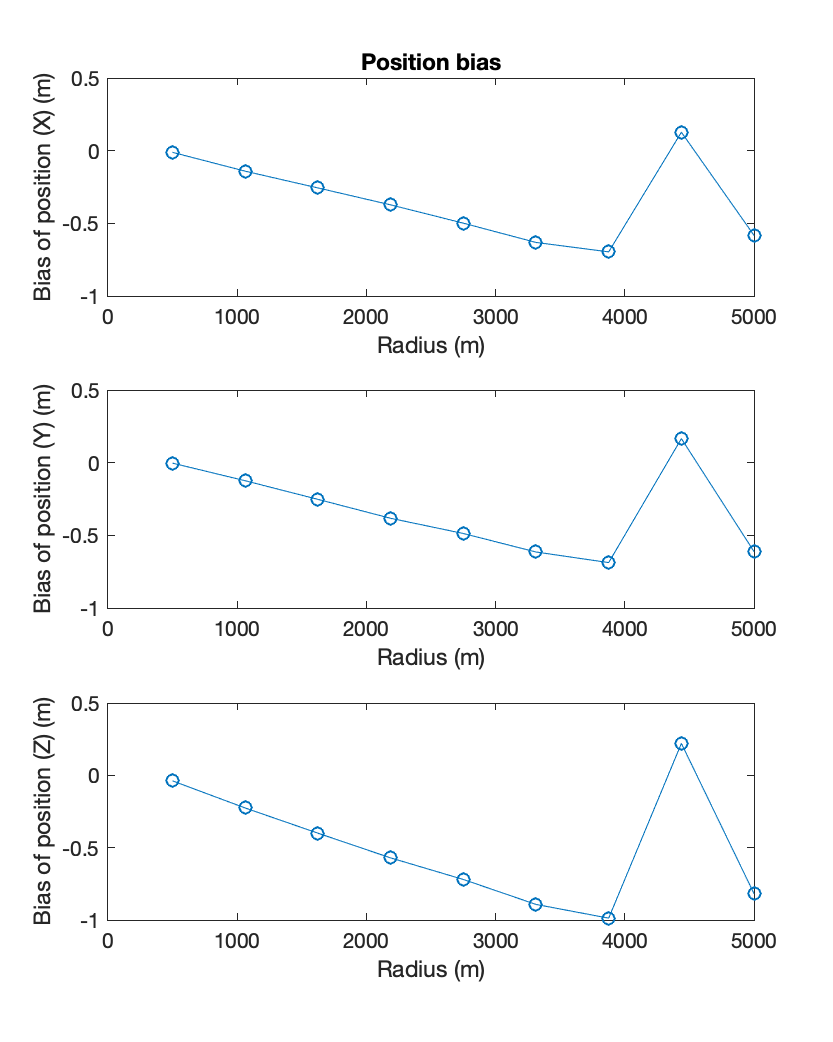 Position bias
Bias of position (X) (m)
0.5
0
-0.5
-1
0 1000 2000 3000 4000 5000
Radius (m)
Bias of position (Y) (m)
0.5
0
-0.5
-1
0 1000 2000 3000 4000 5000
Radius (m)
Bias of position (Z) (m)
0.5
0
-0.5
-1
0 1000 2000 3000 4000 5000
Radius (m)